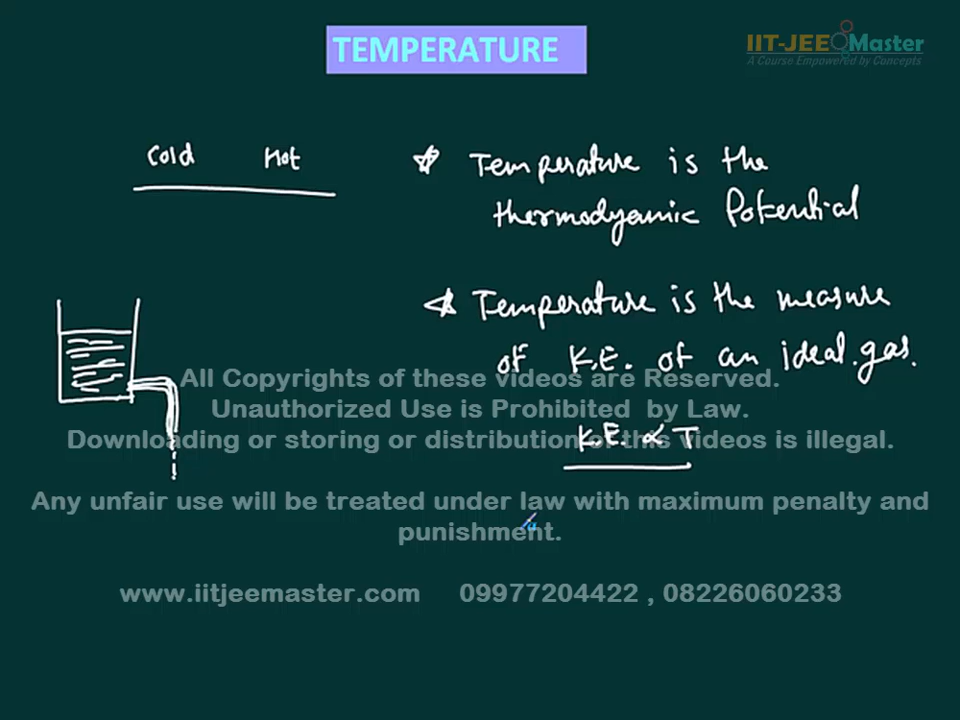 TEMPERATURE
IIT-JEE Master
A Course Empowered by Concepts
Cold Hot
Temperature is the
thermodyamic Potential
Temperature is the measure
of K.E. of an ideal gas.
K.E. ∝ T
All Copyrights of these videos are Reserved.
Unauthorized Use is Prohibited by Law.
Downloading or storing or distribution of this videos is illegal.
Any unfair use will be treated under law with maximum penalty and
punishment.
www.iitjeemaster.com 09977204422 , 08226060233